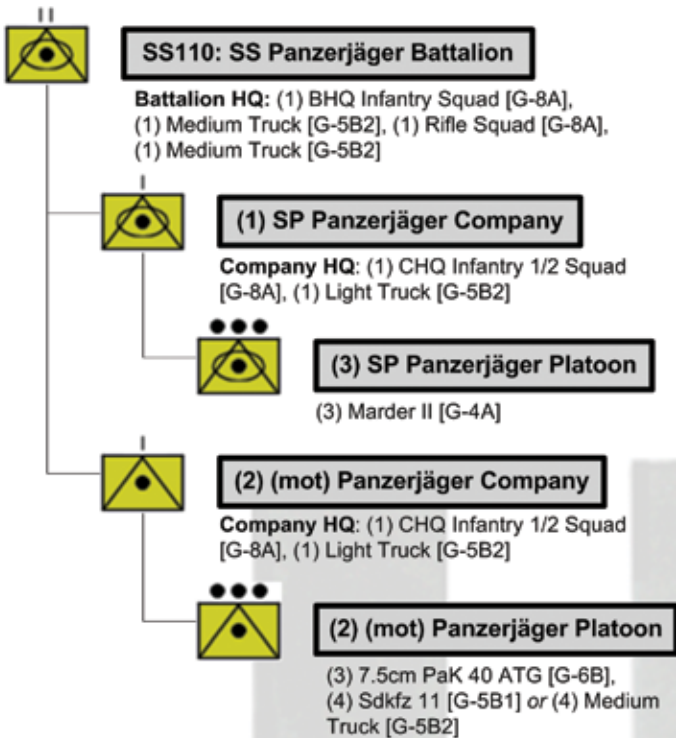 SS110: SS Panzerjäger Battalion
Battalion HQ: (1) BHQ Infantry Squad [G-8A],
(1) Medium Truck [G-5B2], (1) Rifle Squad [G-8A],
(1) Medium Truck [G-5B2]
(1) SP Panzerjäger Company
Company HQ: (1) CHQ Infantry 1/2 Squad
[G-8A], (1) Light Truck [G-5B2]
(3) SP Panzerjäger Platoon
(3) Marder II [G-4A]
(2) (mot) Panzerjäger Company
Company HQ: (1) CHQ Infantry 1/2 Squad
[G-8A], (1) Light Truck [G-5B2]
(2) (mot) Panzerjäger Platoon
(3) 7.5cm PaK 40 ATG [G-6B],
(4) Sdkfz 11 [G-5B1] or (4) Medium
Truck [G-5B2]